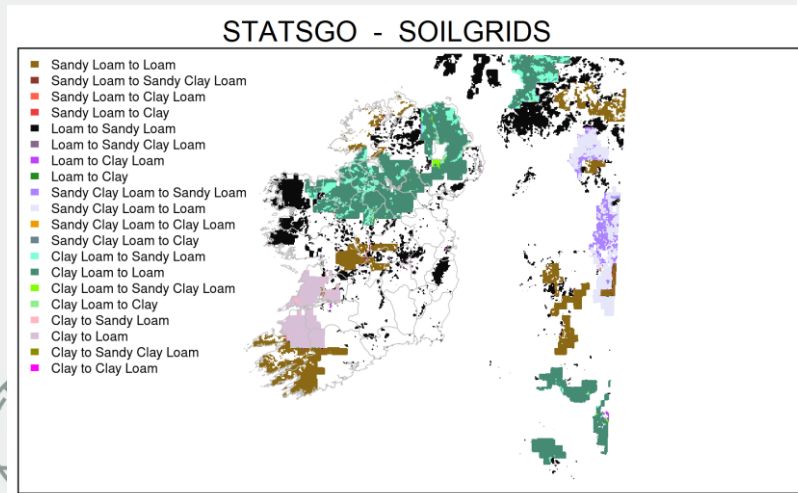 STATSGO - SOILGRIDS
Sandy Loam to Loam
Sandy Loam to Sandy Clay Loam
Sandy Loam to Clay Loam
Sandy Loam to Clay
Loam to Sandy Loam
Loam to Sandy Clay Loam
Loam to Clay Loam
Loam to Clay
Sandy Clay Loam to Sandy Loam
Sandy Clay Loam to Loam
Sandy Clay Loam to Clay Loam
Sandy Clay Loam to Clay
Clay Loam to Sandy Loam
Clay Loam to Loam
Clay Loam to Sandy Clay Loam
Clay Loam to Clay
Clay to Sandy Loam
Clay to Loam
Clay to Sandy Clay Loam
Clay to Clay Loam